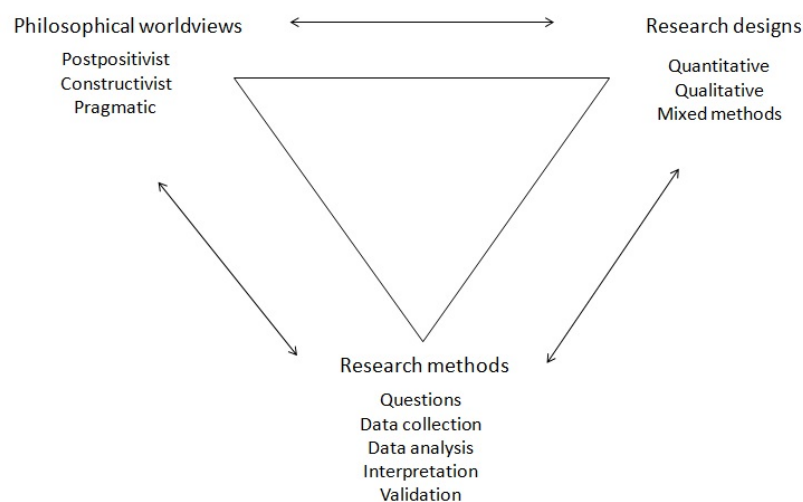 Philosophical worldviews
Postpositivist
Constructivist
Pragmatic
Research designs
Quantitative
Qualitative
Mixed methods
Research methods
Questions
Data collection
Data analysis
Interpretation
Validation